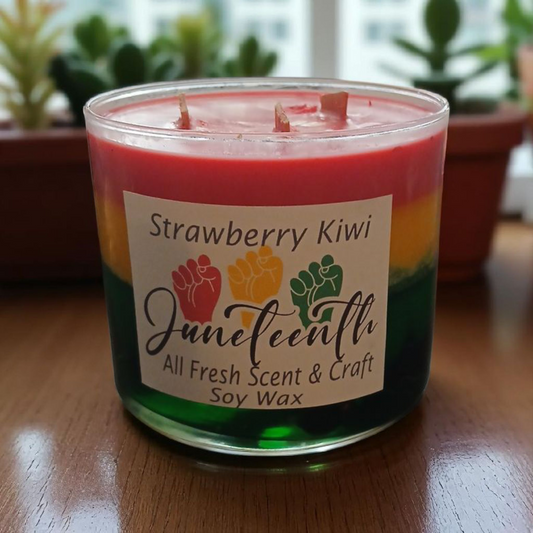 Strawberry Kiwi
Juneteenth
All Fresh Scent & Craft
Soy Wax